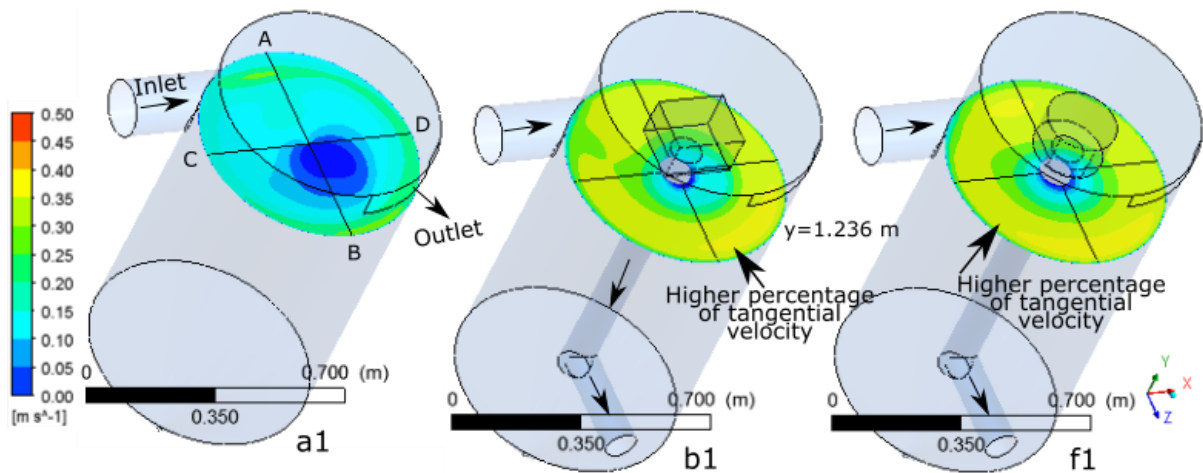 A
Inlet
D
C
B
Outlet
0.50
0.45
0.40
0.35
0.30
0.25
0.20
0.15
0.10
0.05
0.00
[m s^-1]
0
0.700 (m)
0.350
a1
y=1.236 m
Higher percentage
of tangential
velocity
0
0.700 (m)
0.350
b1
Higher percentage
of tangential
velocity
0
0.700 (m)
0.350
f1
Y
X
Z